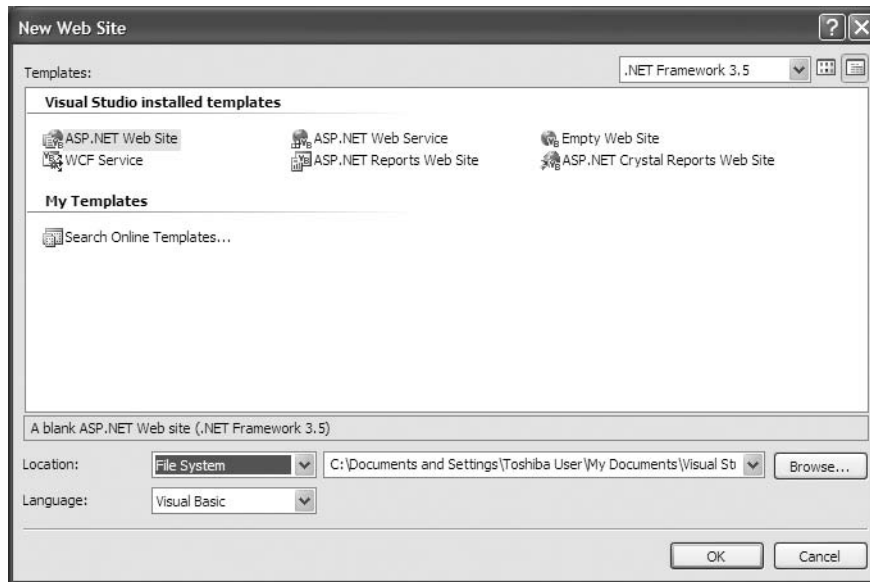 New Web Site
Templates:
.NET Framework 3.5
Visual Studio installed templates
ASP.NET Web Site
ASP.NET Web Service
Empty Web Site
WCF Service
ASP.NET Reports Web Site
ASP.NET Crystal Reports Web Site
My Templates
Search Online Templates...
A blank ASP.NET Web site (.NET Framework 3.5)
Location:
File System
C:\Documents and Settings\Toshiba User\My Documents\Visual St
Browse...
Language:
Visual Basic
OK
Cancel